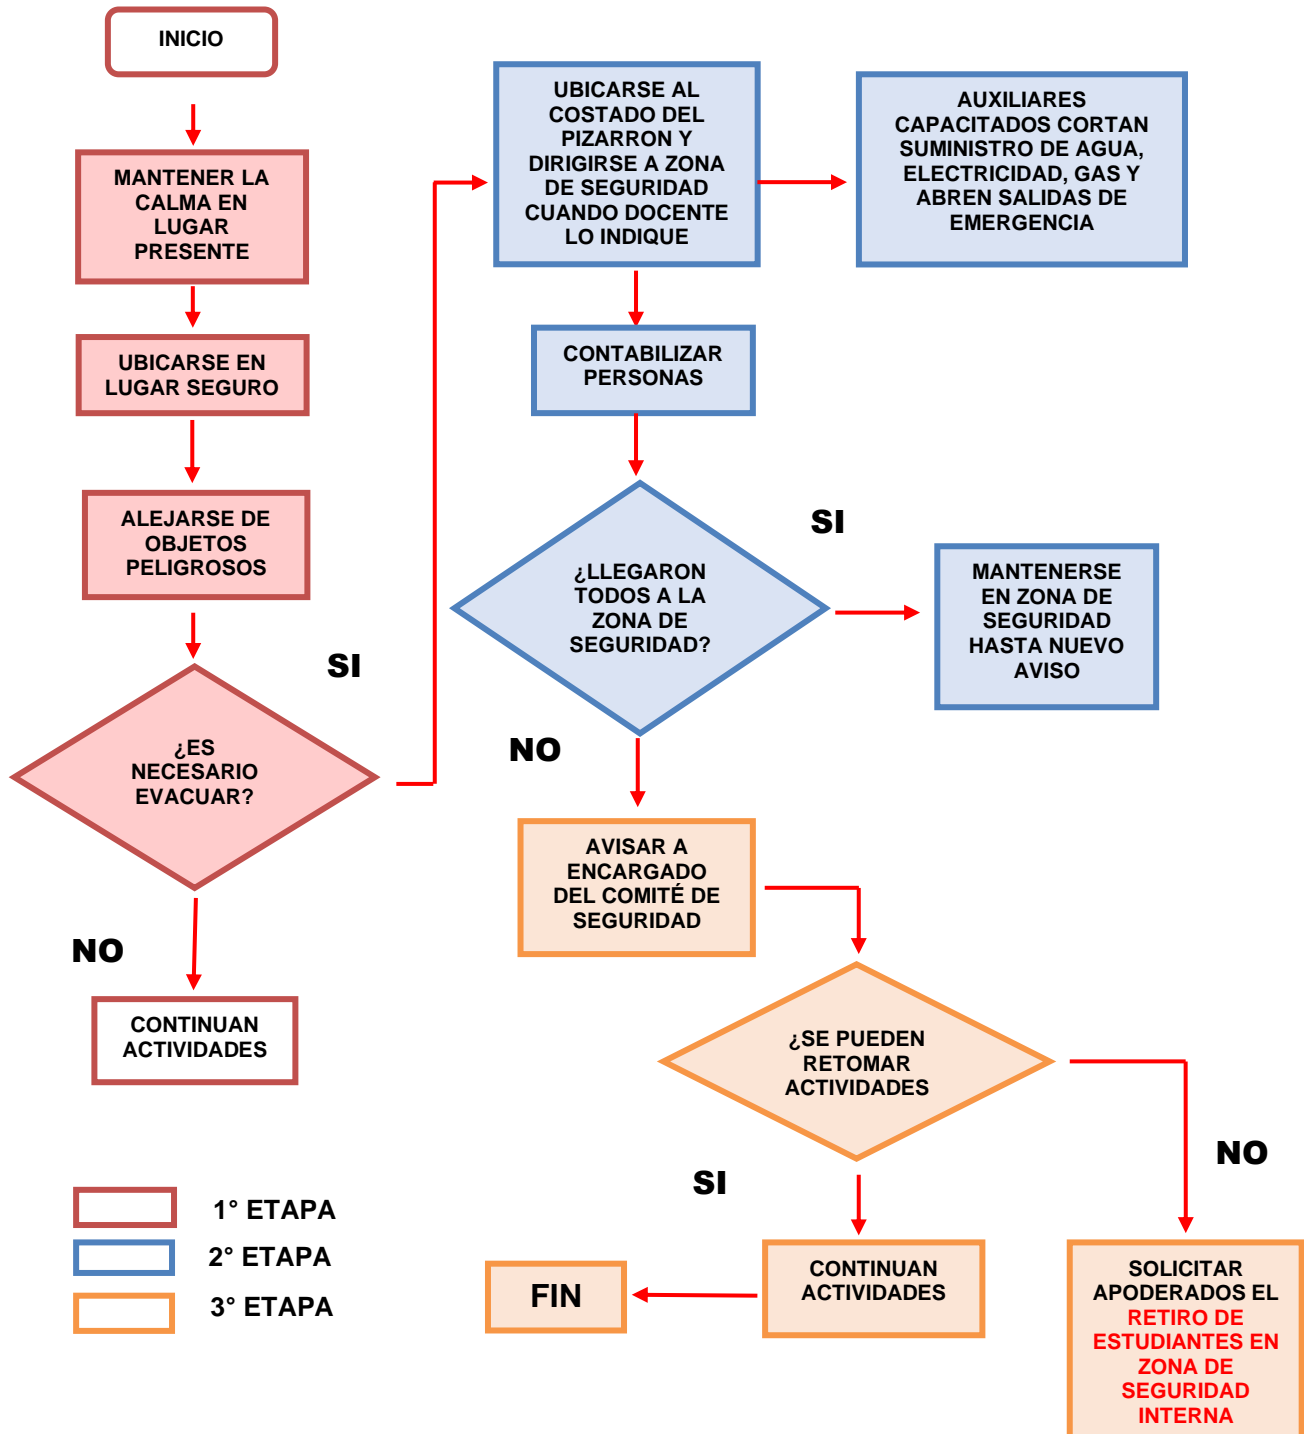 INICIO
MANTENER LA
CALMA EN
LUGAR
PRESENTE
UBICARSE EN
LUGAR SEGURO
ALEJARSE DE
OBJETOS
PELIGROSOS
SI
¿ES
NECESARIO
EVACUAR?
NO
CONTINUAN
ACTIVIDADES
UBICARSE AL
COSTADO DEL
PIZARRON Y
DIRIGIRSE A ZONA
DE SEGURIDAD
CUANDO DOCENTE
LO INDIQUE
AUXILIARES
CAPACITADOS CORTAN
SUMINISTRO DE AGUA,
ELECTRICIDAD, GAS Y
ABREN SALIDAS DE
EMERGENCIA
CONTABILIZAR
PERSONAS
¿LLEGARON
TODOS A LA
ZONA DE
SEGURIDAD?
SI
MANTENERSE
EN ZONA DE
SEGURIDAD
HASTA NUEVO
AVISO
NO
AVISAR A
ENCARGADO
DEL COMITÉ DE
SEGURIDAD
¿SE PUEDEN
RETOMAR
ACTIVIDADES
SI
NO
CONTINUAN
ACTIVIDADES
FIN
SOLICITAR
APODERADOS EL
RETIRO DE
ESTUDIANTES EN
ZONA DE
SEGURIDAD
INTERNA
1° ETAPA
2° ETAPA
3° ETAPA